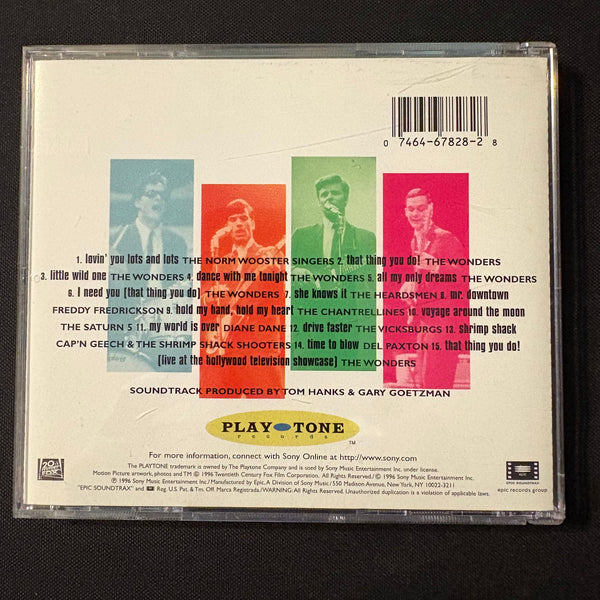 0 7464-67828-2 8
1. lovin' you lots and lots THE NORM WOOSTER SINGERS 2. that thing you do! THE WONDERS
3. little wild one THE WONDERS 4. dance with me tonight THE WONDERS 5. all my only dreams THE WONDERS
6. I need you (that thing you do) THE WONDERS 7. she knows it THE HEARDSMEN 8. mr. downtown
FREDDY FREDRICKSON 9. hold my hand, hold my heart THE CHANTRELLINES 10. voyage around the moon
THE SATURN 5 11. my world is over DIANE DANE 12. drive faster THE VICKSBURGS 13. shrimp shack
CAP'N GEECH & THE SHRIMP SHACK SHOOTERS 14. time to blow DEL PAXTON 15. that thing you do!
(live at the hollywood television showcase) THE WONDERS
SOUNDTRACK PRODUCED BY TOM HANKS & GARY GOETZMAN
PLAY TONE
records
TM
For more information, connect with Sony Online at http://www.sony.com
The PLAYTONE trademark is owned by The Playtone Company and is used by Sony Music Entertainment Inc. under license.
Motion Picture artwork, photos and TM © 1996 Twentieth Century Fox Film Corporation. All Rights Reserved./© 1996 Sony Music Entertainment Inc./
℗ 1996 Sony Music Entertainment Inc./Manufactured by Epic, A Division of Sony Music/550 Madison Avenue, New York, NY 10022-3211
"EPIC SOUNDTRAX" and Reg. U.S. Pat. & Tm. Off. Marca Registrada./WARNING: All Rights Reserved. Unauthorized duplication is a violation of applicable laws.
epic
EPIC SOUNDTRAX
epic records group